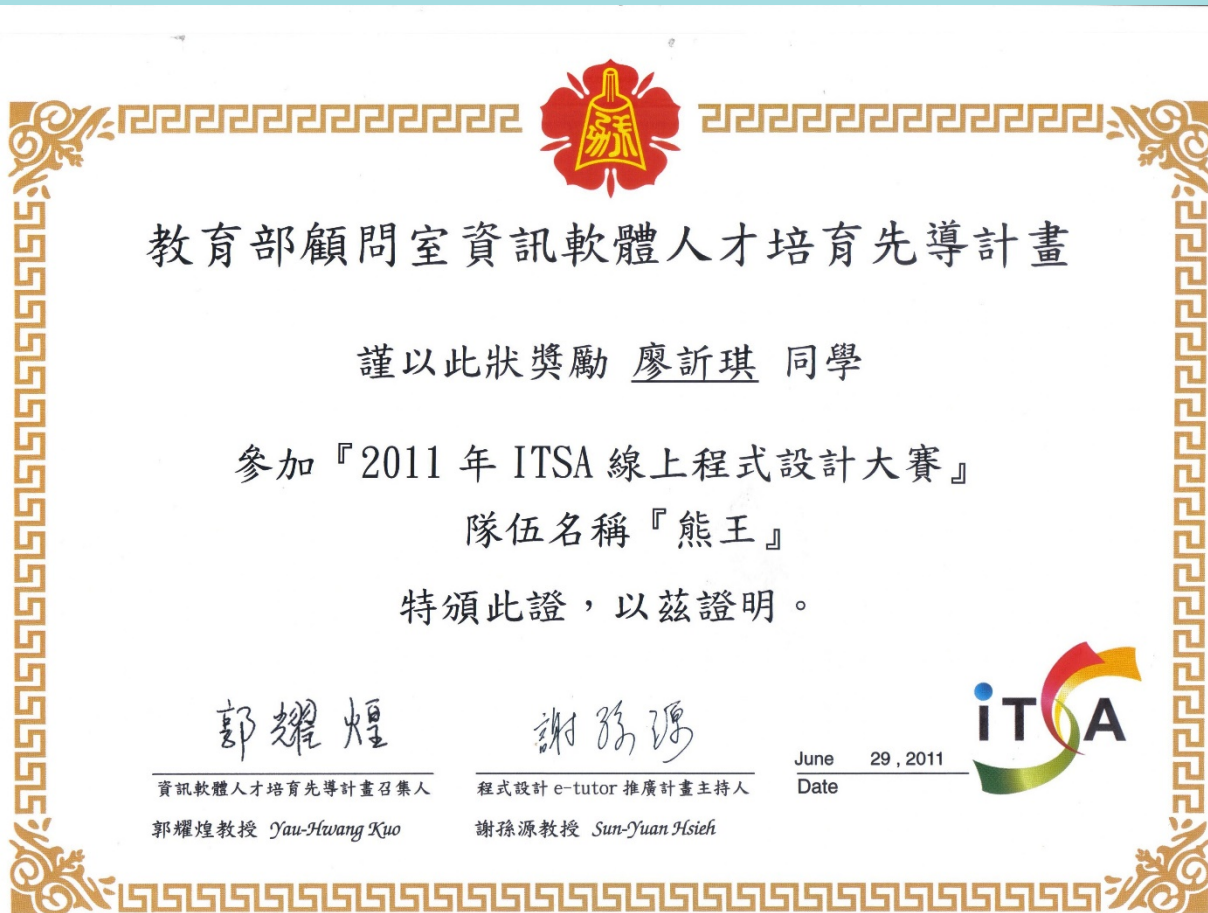 教育部顧問室資訊軟體人才培育先導計畫
謹以此狀獎勵 廖訢琪 同學
參加『2011 年 ITSA 線上程式設計大賽』
隊伍名稱『熊王』
特頒此證，以茲證明。
郭耀煌 謝孫源
iTSA
June 29 , 2011
資訊軟體人才培育先導計畫召集人 程式設計 e-tutor 推廣計畫主持人 Date
郭耀煌教授 Yau-Hwang Kuo 謝孫源教授 Sun-Yuan Hsieh